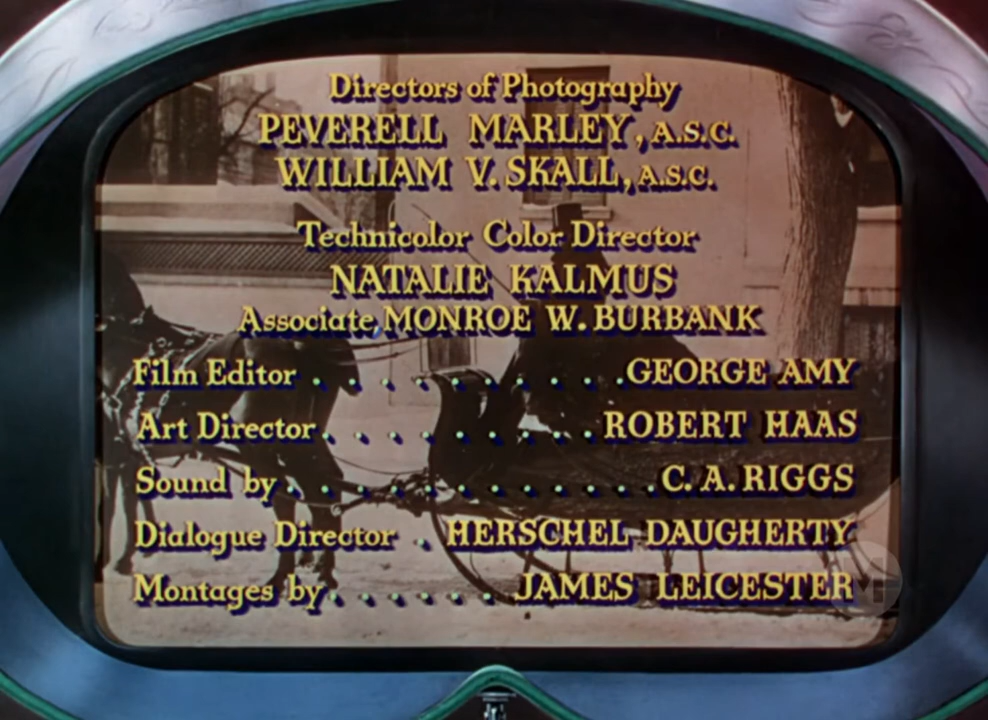 Directors of Photography
PEVERELL MARLEY, A.S.C.
WILLIAM V. SKALL, A.S.C.
Technicolor Color Director
NATALIE KALMUS
Associate, MONROE W. BURBANK
Film Editor . . . . . . . . . . GEORGE AMY
Art Director . . . . . . . . . ROBERT HAAS
Sound by . . . . . . . . . . . . C. A. RIGGS
Dialogue Director . HERSCHEL DAUGHERTY
Montages by . . . . . . JAMES LEICESTER